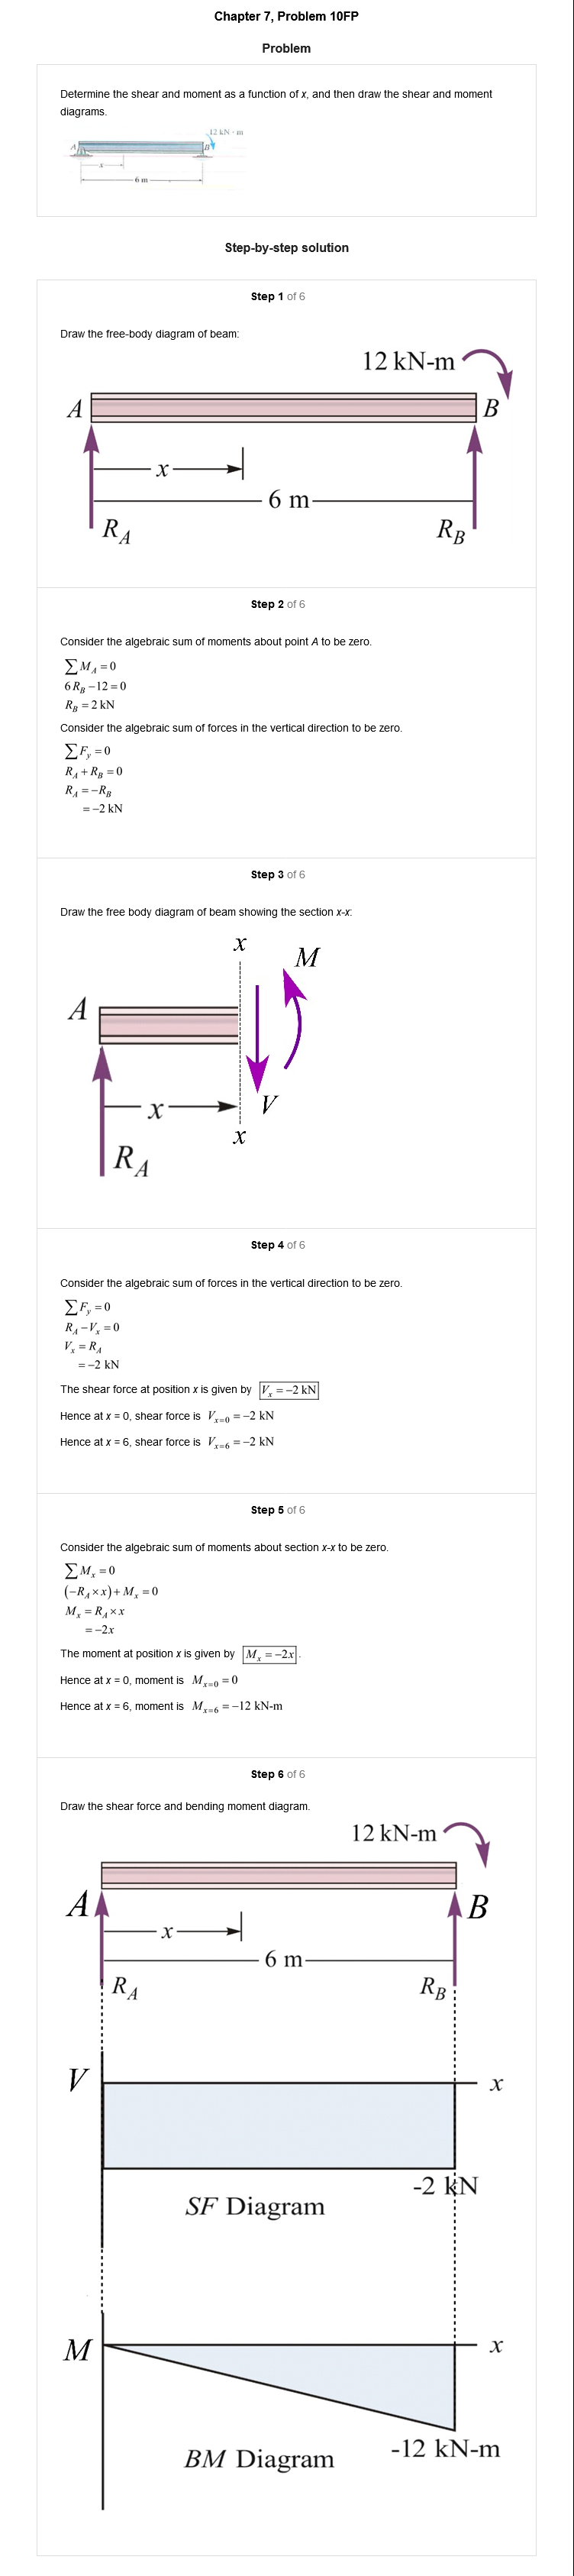 Chapter 7, Problem 10FP
Problem
Determine the shear and moment as a function of x, and then draw the shear and moment
diagrams.
12 kN · m
A
B
x
6 m
Step-by-step solution
Step 1 of 6
Draw the free-body diagram of beam:
12 kN-m
A
B
x
6 m
R_A
R_B
Step 2 of 6
Consider the algebraic sum of moments about point A to be zero.
∑M_A = 0
6R_B − 12 = 0
R_B = 2 kN
Consider the algebraic sum of forces in the vertical direction to be zero.
∑F_y = 0
R_A + R_B = 0
R_A = −R_B
= −2 kN
Step 3 of 6
Draw the free body diagram of beam showing the section x-x:
x
M
A
x
V
x
R_A
Step 4 of 6
Consider the algebraic sum of forces in the vertical direction to be zero.
∑F_y = 0
R_A − V_x = 0
V_x = R_A
= −2 kN
The shear force at position x is given by V_x = −2 kN
Hence at x = 0, shear force is V_x=0 = −2 kN
Hence at x = 6, shear force is V_x=6 = −2 kN
Step 5 of 6
Consider the algebraic sum of moments about section x-x to be zero.
∑M_x = 0
(−R_A × x) + M_x = 0
M_x = R_A × x
= −2x
The moment at position x is given by M_x = −2x.
Hence at x = 0, moment is M_x=0 = 0
Hence at x = 6, moment is M_x=6 = −12 kN-m
Step 6 of 6
Draw the shear force and bending moment diagram.
12 kN-m
A
B
x
6 m
R_A
R_B
V
x
-2 kN
SF Diagram
M
x
-12 kN-m
BM Diagram